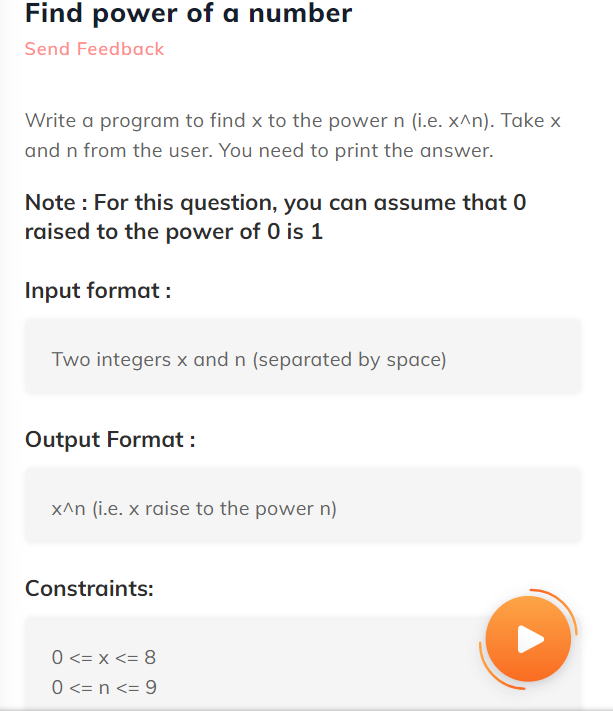 Find power of a number
Send Feedback
Write a program to find x to the power n (i.e. x^n). Take x
and n from the user. You need to print the answer.
Note : For this question, you can assume that 0
raised to the power of 0 is 1
Input format :
Two integers x and n (separated by space)
Output Format :
x^n (i.e. x raise to the power n)
Constraints:
0 <= x <= 8
0 <= n <= 9